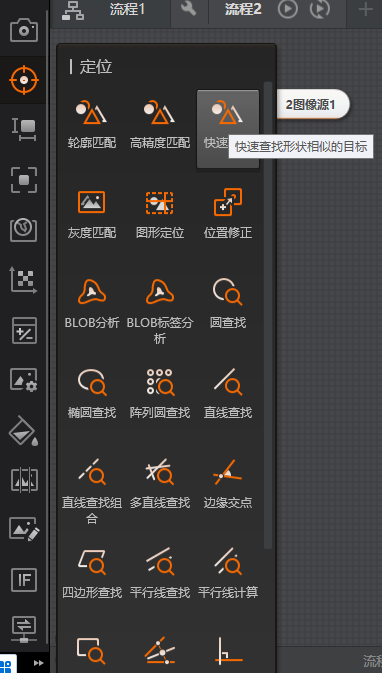 流程1
流程2
定位
轮廓匹配
高精度匹配
快速
2图像源1
快速查找形状相似的目标
灰度匹配
图形定位
位置修正
BLOB分析
BLOB标签分
析
圆查找
椭圆查找
阵列圆查找
直线查找
直线查找组
合
多直线查找
边缘交点
四边形查找
平行线查找
平行线计算
IF
流程